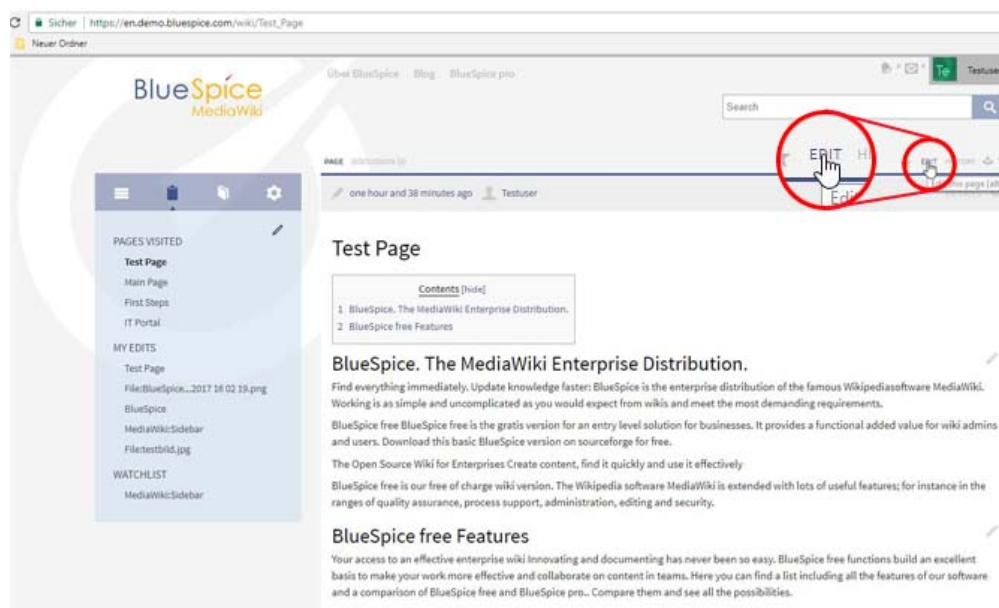 Sicher | https://en.demo.bluespice.com/wiki/Test_Page
Neuer Ordner
BlueSpice
MediaWiki
Über BlueSpice Blog BlueSpice pro
Te Testuser
Search
PAGE DISCUSSION
EDIT
Edi
EDIT HISTORY
this page
one hour and 38 minutes ago Testuser
PAGES VISITED
Test Page
Main Page
First Steps
IT Portal
MY EDITS
Test Page
File:BlueSpice,...2017 16 02 19.png
BlueSpice
MediaWiki:Sidebar
File:testbild.jpg
WATCHLIST
MediaWiki:Sidebar
Test Page
Contents [hide]
1 BlueSpice. The MediaWiki Enterprise Distribution.
2 BlueSpice free Features
BlueSpice. The MediaWiki Enterprise Distribution.
Find everything immediately. Update knowledge faster: BlueSpice is the enterprise distribution of the famous Wikipediasoftware MediaWiki.
Working is as simple and uncomplicated as you would expect from wikis and meet the most demanding requirements.
BlueSpice free BlueSpice free is the gratis version for an entry level solution for businesses. It provides a functional added value for wiki admins
and users. Download this basic BlueSpice version on sourceforge for free.
The Open Source Wiki for Enterprises Create content, find it quickly and use it effectively
BlueSpice free is our free of charge wiki version. The Wikipedia software MediaWiki is extended with lots of useful features; for instance in the
ranges of quality assurance, process support, administration, editing and security.
BlueSpice free Features
Your access to an effective enterprise wiki Innovating and documenting has never been so easy. BlueSpice free functions build an excellent
basis to make your work more effective and collaborate on content in teams. Here you can find a list including all the features of our software
and a comparison of BlueSpice free and BlueSpice pro.. Compare them and see all the possibilities.